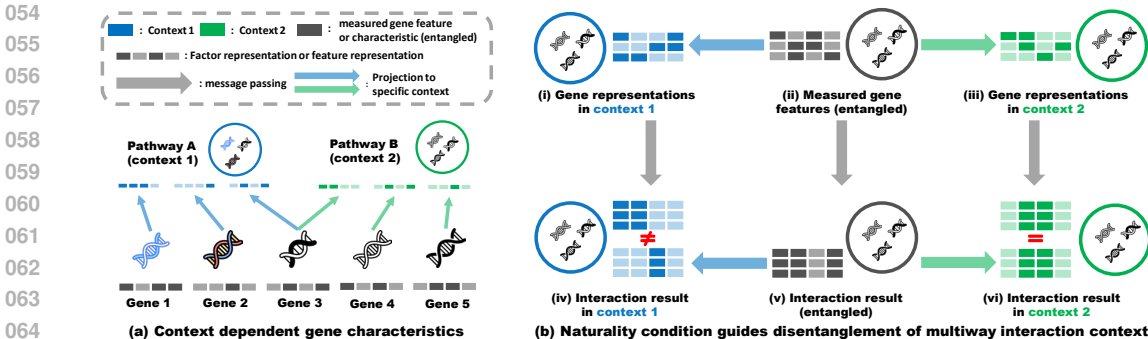 054
055
056
057
058
059
060
061
062
063
064
: Context 1
: Context 2
: measured gene feature
or characteristic (entangled)
: Factor representation or feature representation
: message passing
: Projection to
specific context
Pathway A
(context 1)
Pathway B
(context 2)
Gene 1
Gene 2
Gene 3
Gene 4
Gene 5
(a) Context dependent gene characteristics
(i) Gene representations
in context 1
(ii) Measured gene
features (entangled)
(iii) Gene representations
in context 2
≠
=
(iv) Interaction result
in context 1
(v) Interaction result
(entangled)
(vi) Interaction result
in context 2
(b) Naturality condition guides disentanglement of multiway interaction context